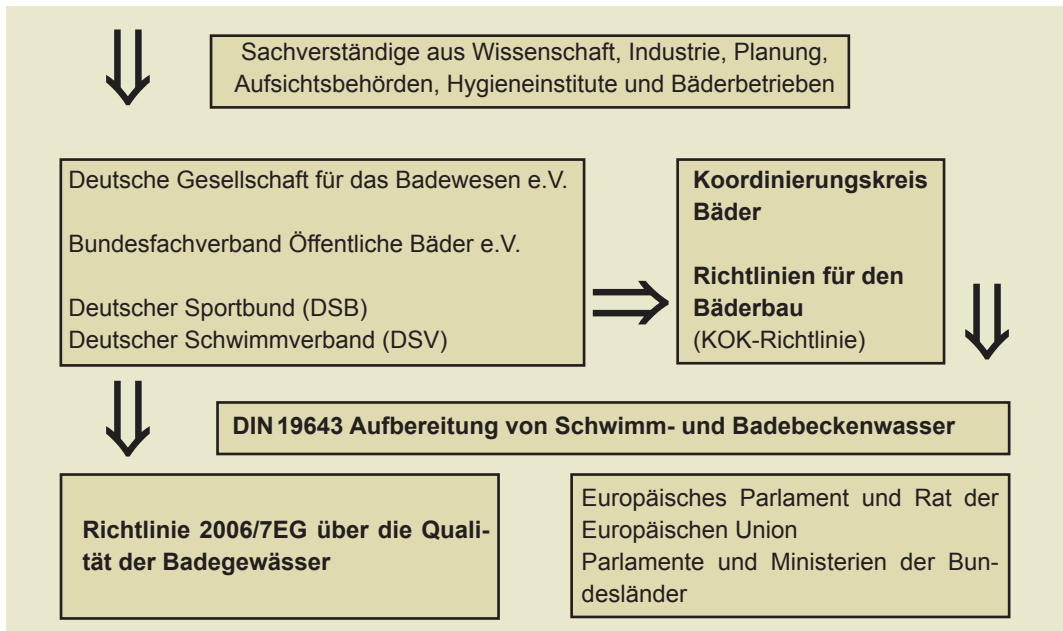 Sachverständige aus Wissenschaft, Industrie, Planung,
Aufsichtsbehörden, Hygieneinstitute und Bäderbetrieben
Deutsche Gesellschaft für das Badewesen e.V.
Bundesfachverband Öffentliche Bäder e.V.
Deutscher Sportbund (DSB)
Deutscher Schwimmverband (DSV)
Koordinierungskreis
Bäder
Richtlinien für den
Bäderbau
(KOK-Richtlinie)
DIN 19643 Aufbereitung von Schwimm- und Badebeckenwasser
Richtlinie 2006/7EG über die Quali-
tät der Badegewässer
Europäisches Parlament und Rat der
Europäischen Union
Parlamente und Ministerien der Bun-
desländer